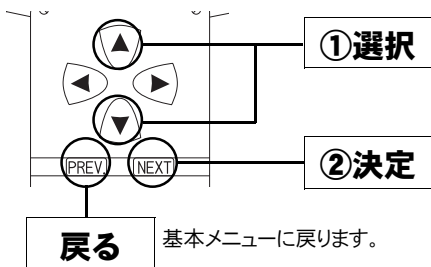 ①選択
PREV.
NEXT
②決定
戻る
基本メニューに戻ります。